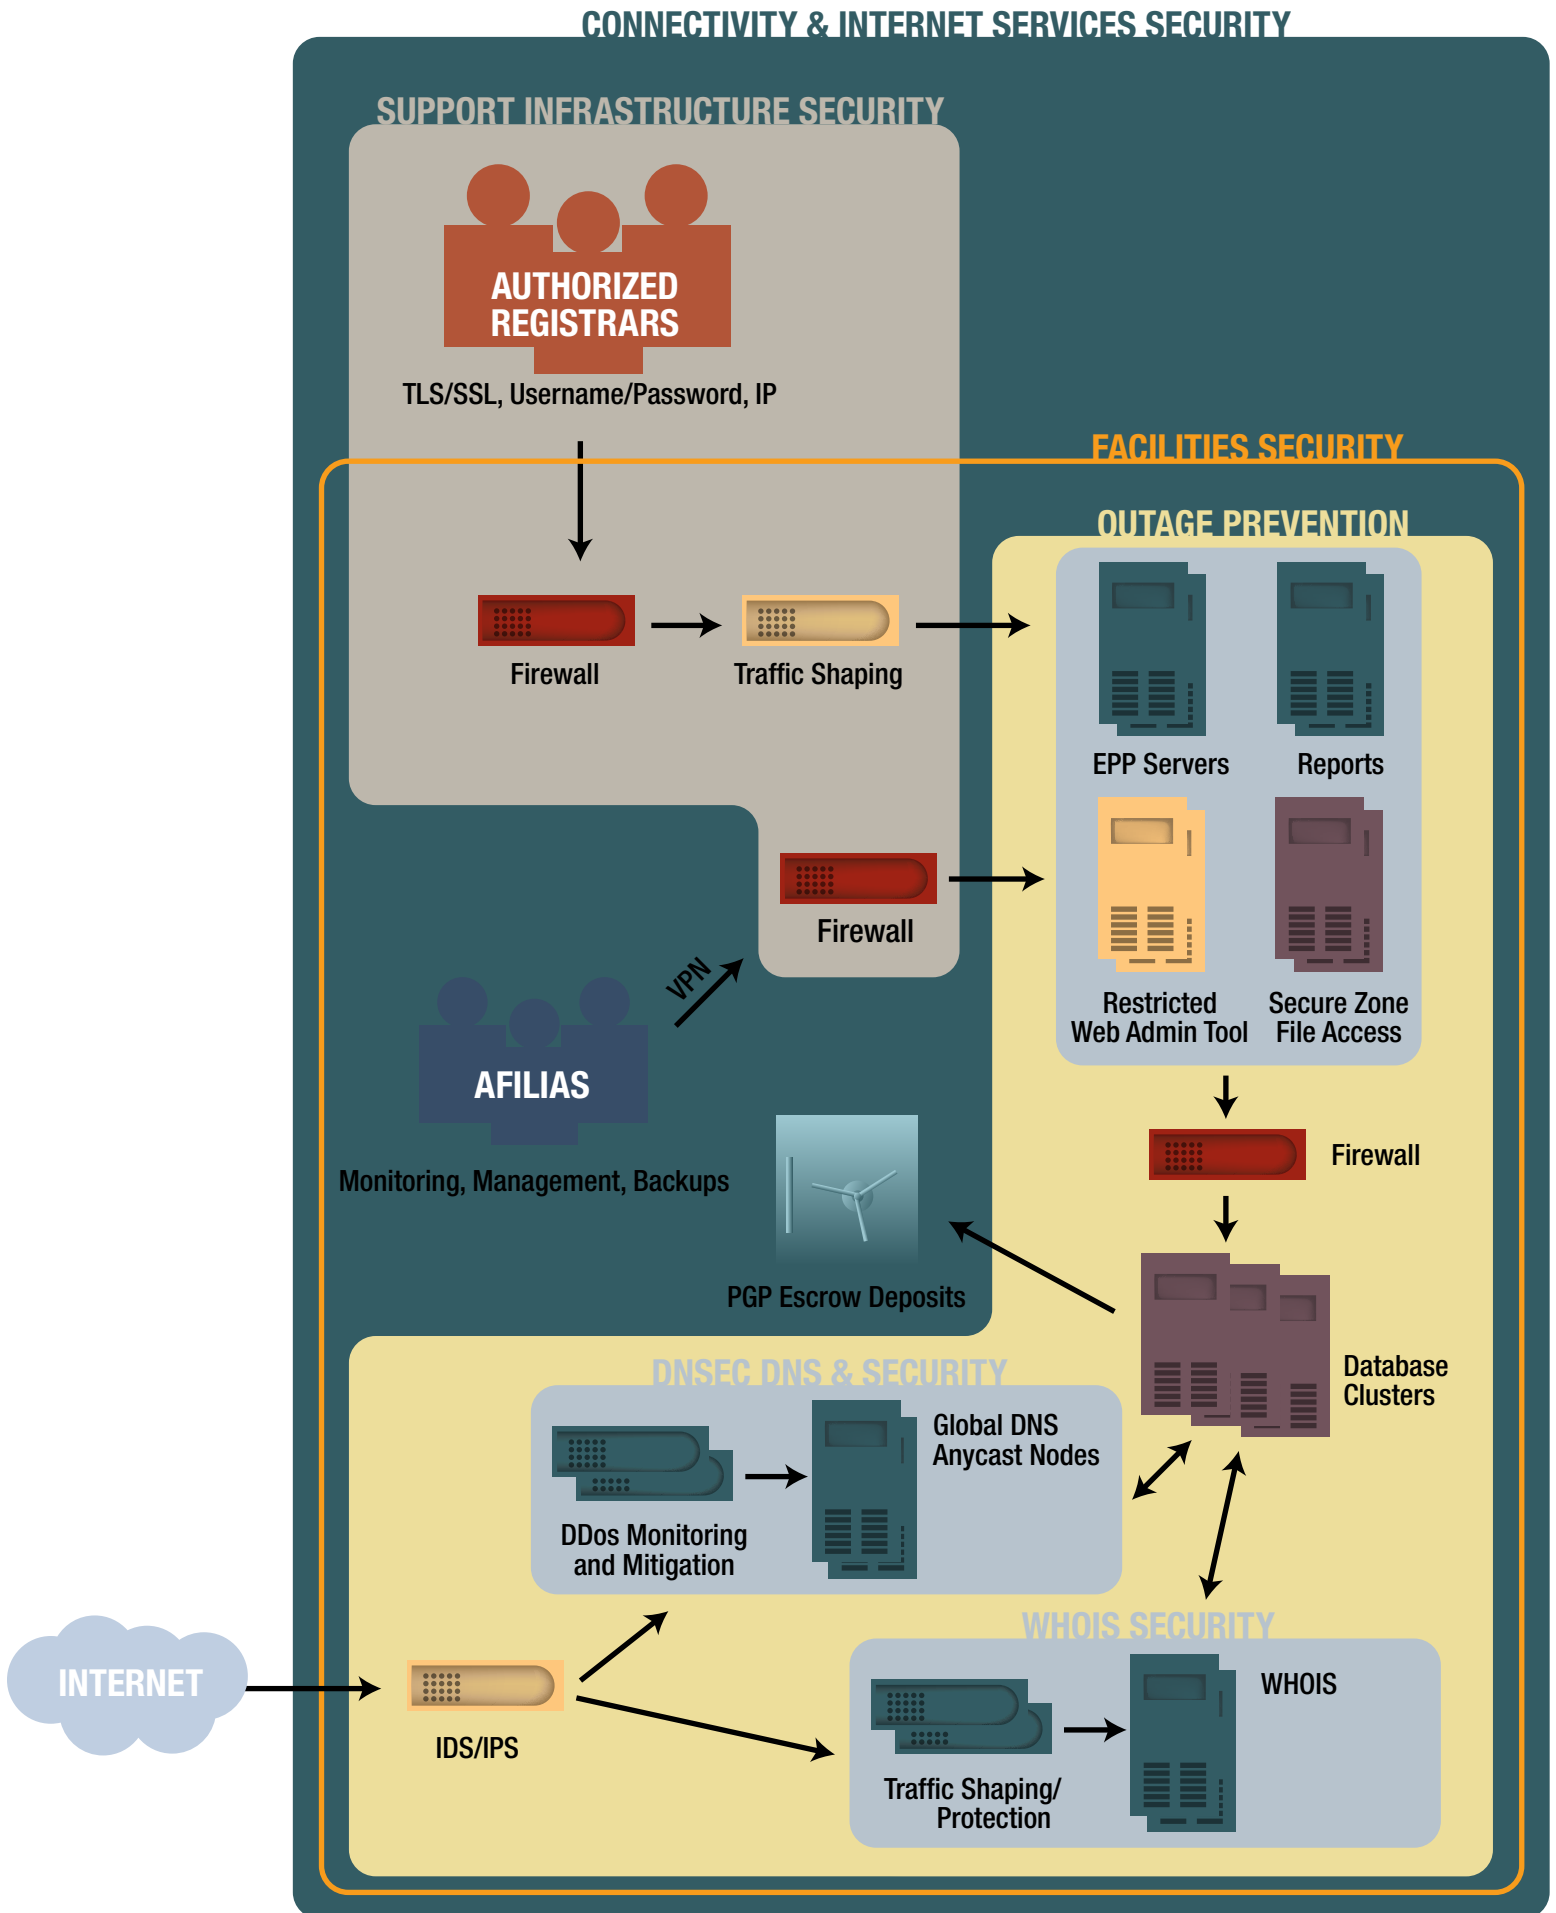 CONNECTIVITY & INTERNET SERVICES SECURITY
SUPPORT INFRASTRUCTURE SECURITY
AUTHORIZED
REGISTRARS
TLS/SSL, Username/Password, IP
FACILITIES SECURITY
OUTAGE PREVENTION
Firewall
Traffic Shaping
EPP Servers
Reports
Firewall
Restricted
Web Admin Tool
Secure Zone
File Access
VPN
AFILIAS
Monitoring, Management, Backups
Firewall
PGP Escrow Deposits
Database
Clusters
DNSEC DNS & SECURITY
Global DNS
Anycast Nodes
DDos Monitoring
and Mitigation
WHOIS SECURITY
INTERNET
IDS/IPS
WHOIS
Traffic Shaping/
Protection